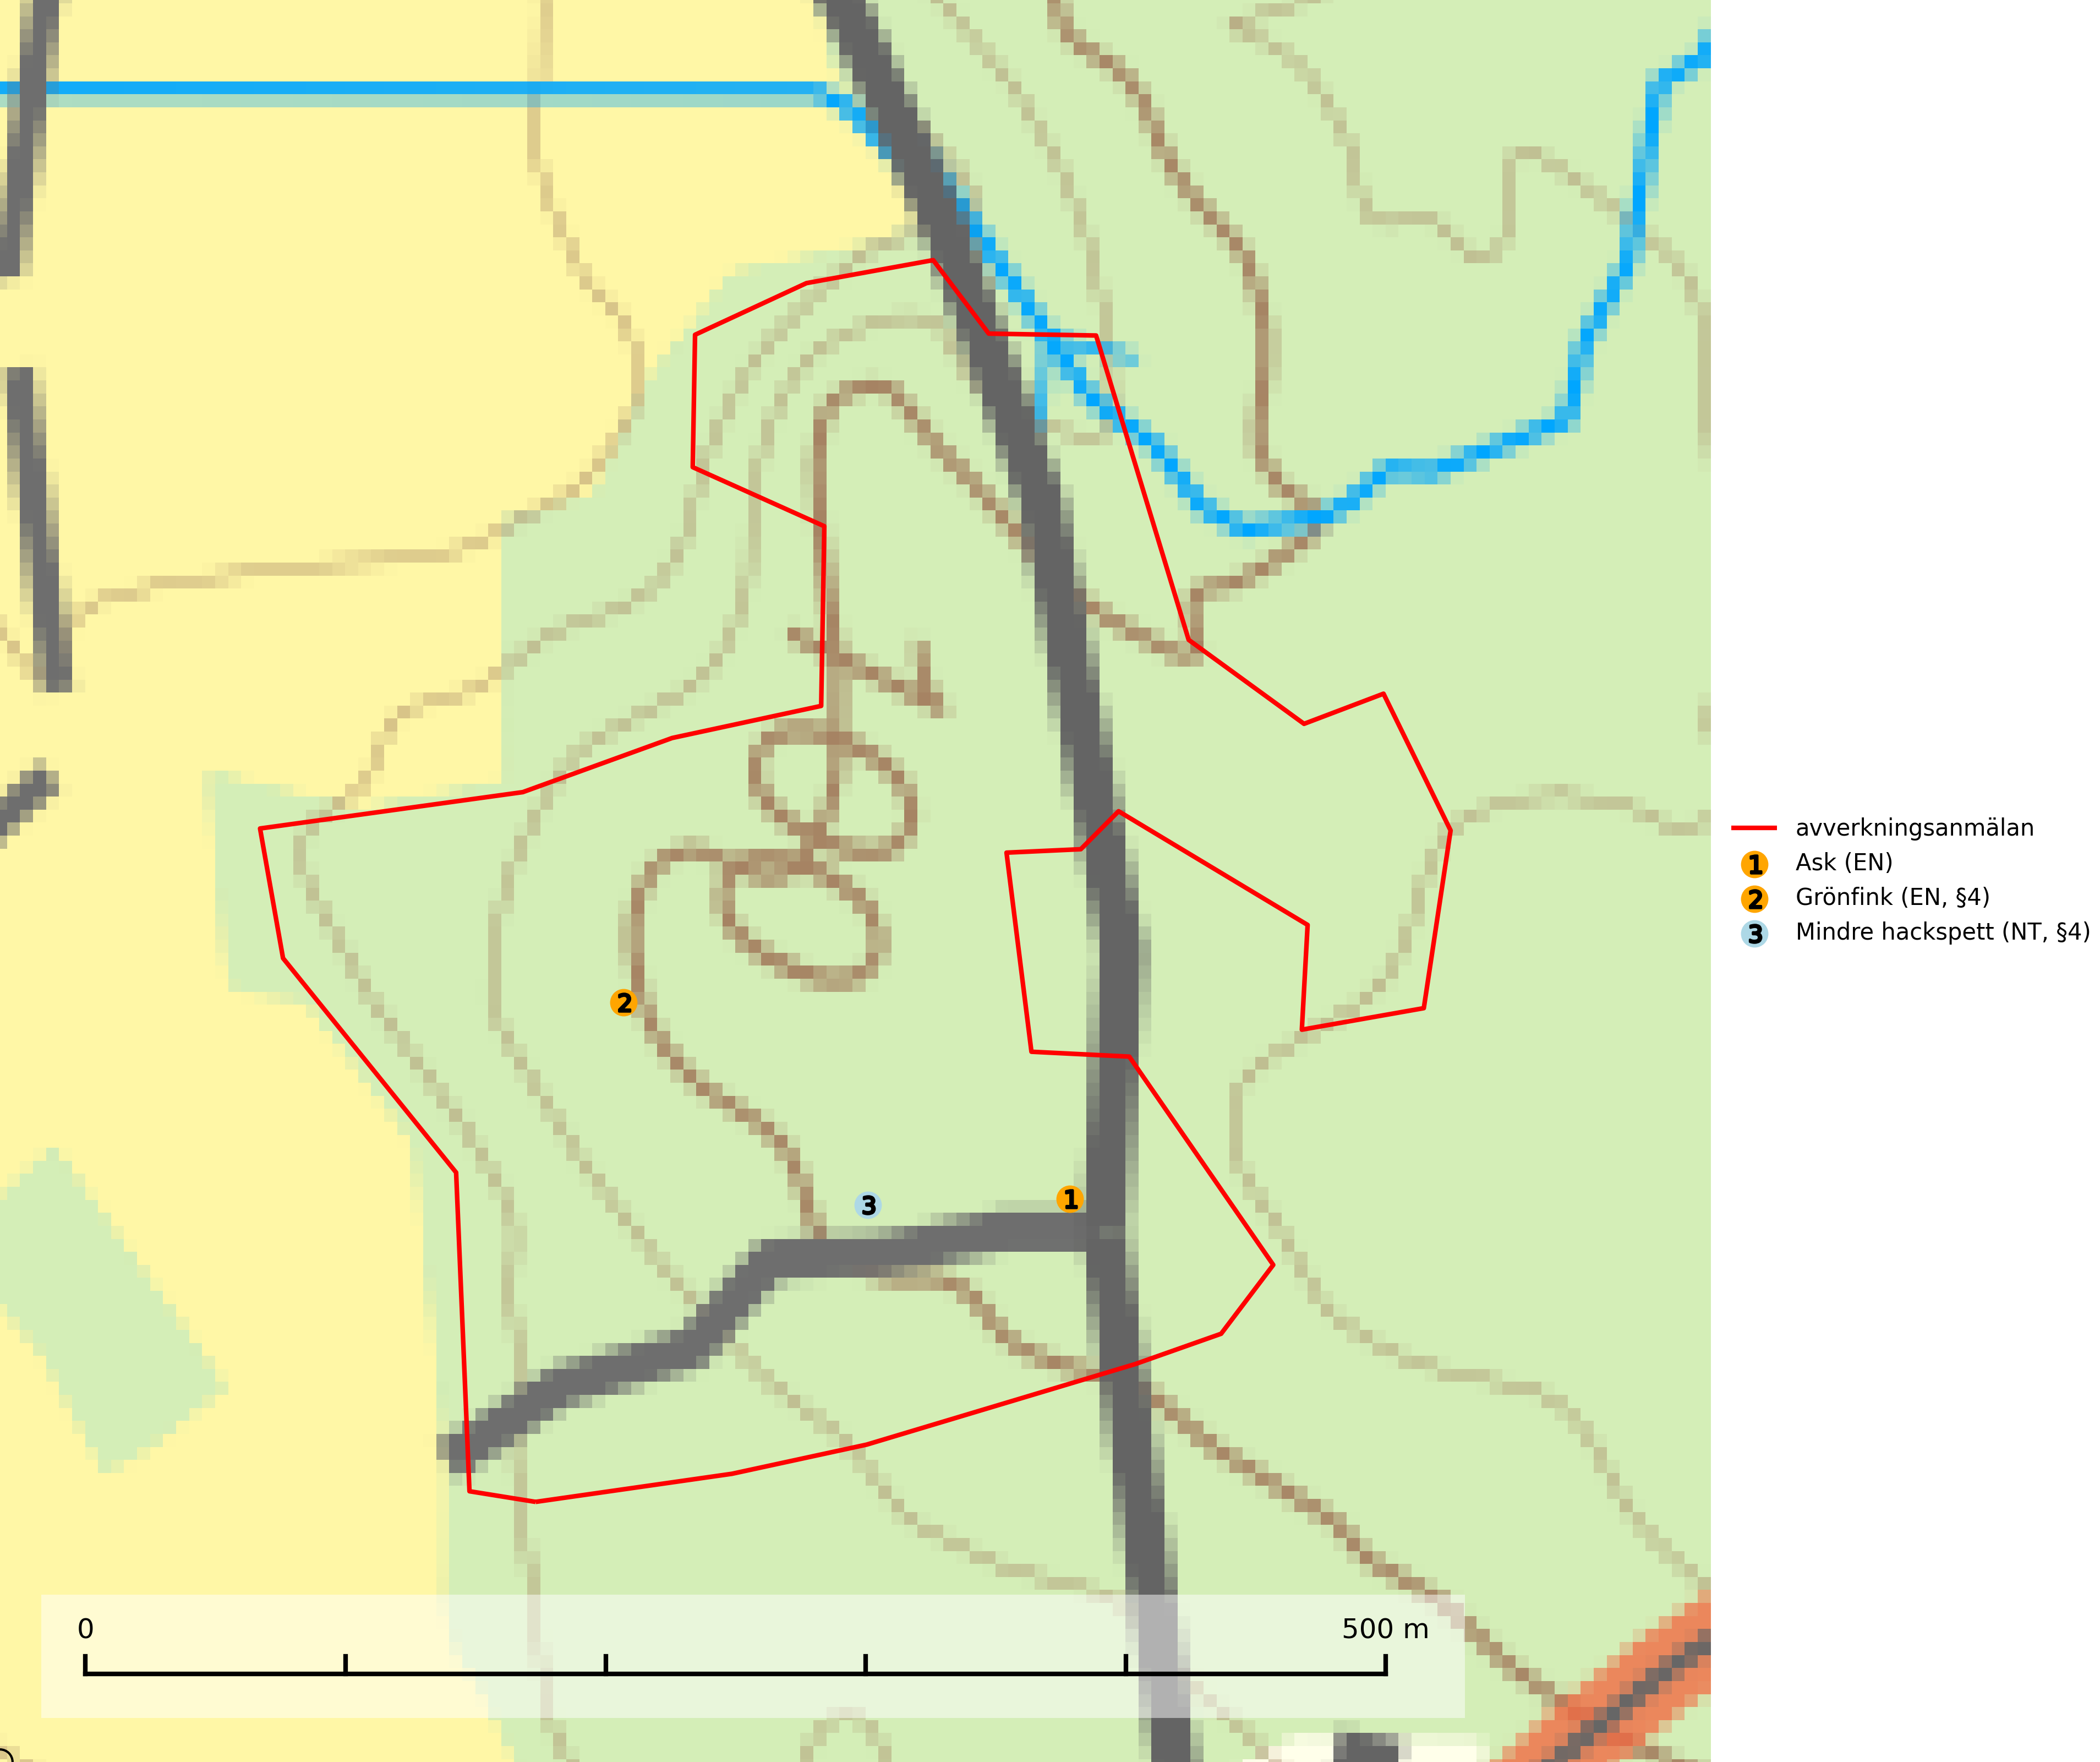 avverkningsanmälan
1 Ask (EN)
2 Grönfink (EN, §4)
3 Mindre hackspett (NT, §4)
2
3
1
0
500 m